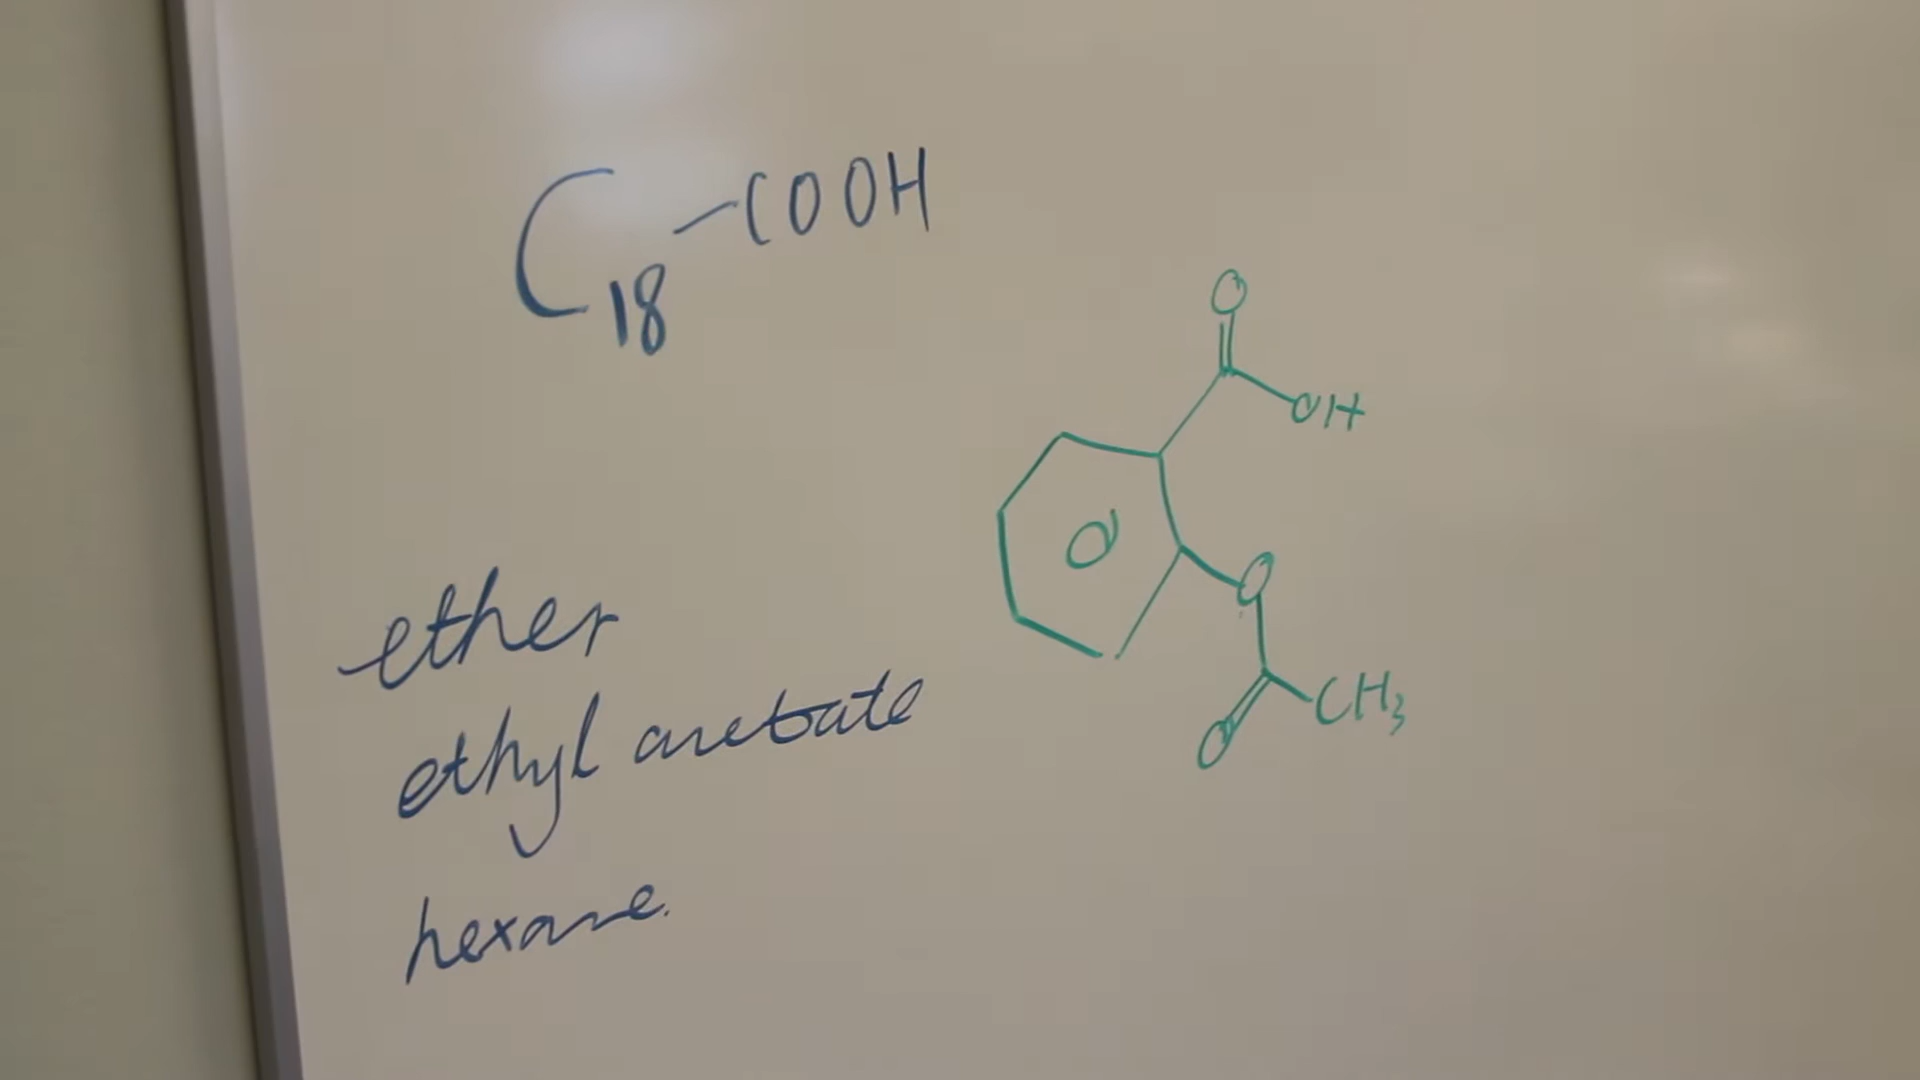 C18-COOH
O
OH
O
CH3
O
ether
ethyl acetate
hexane.